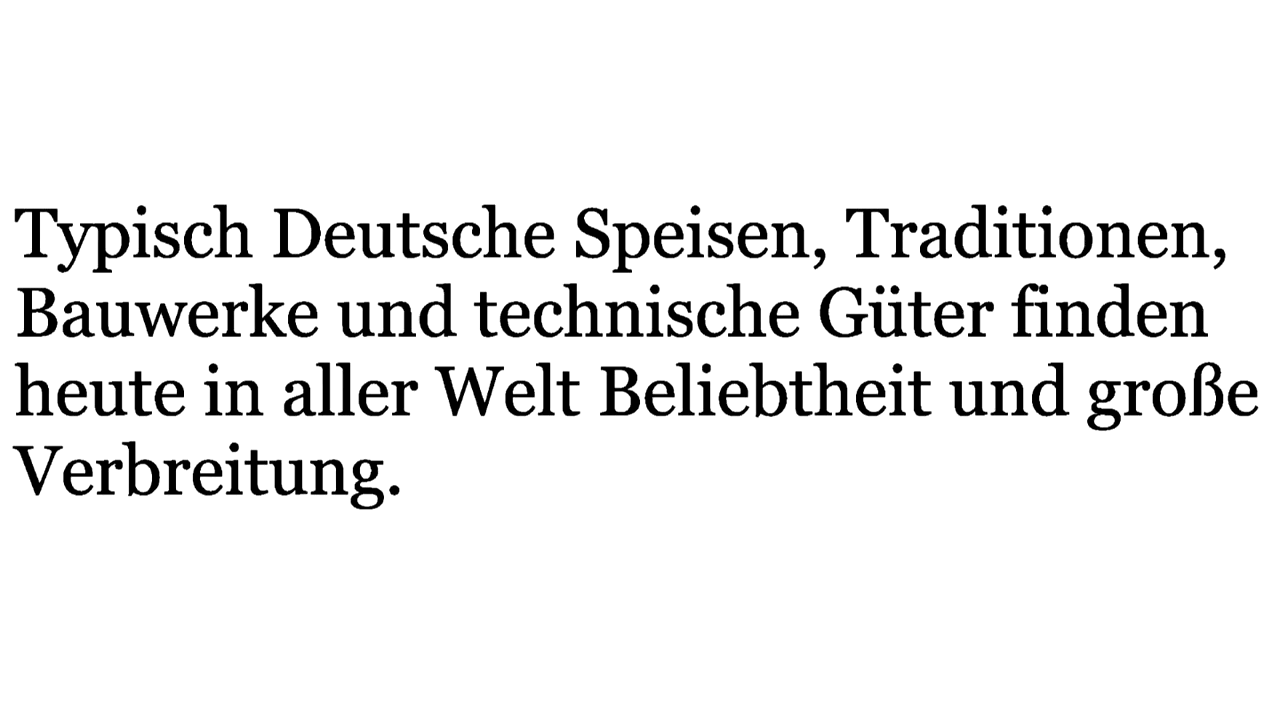 Typisch Deutsche Speisen, Traditionen,
Bauwerke und technische Güter finden
heute in aller Welt Beliebtheit und große
Verbreitung.